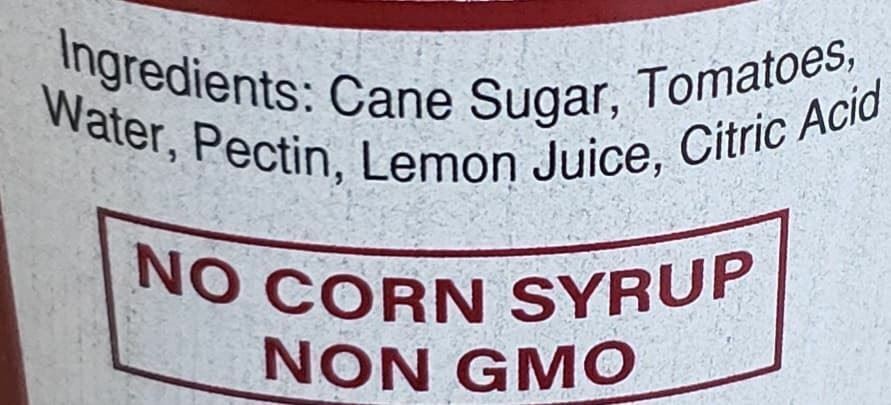 Ingredients: Cane Sugar, Tomatoes,
Water, Pectin, Lemon Juice, Citric Acid
NO CORN SYRUP
NON GMO